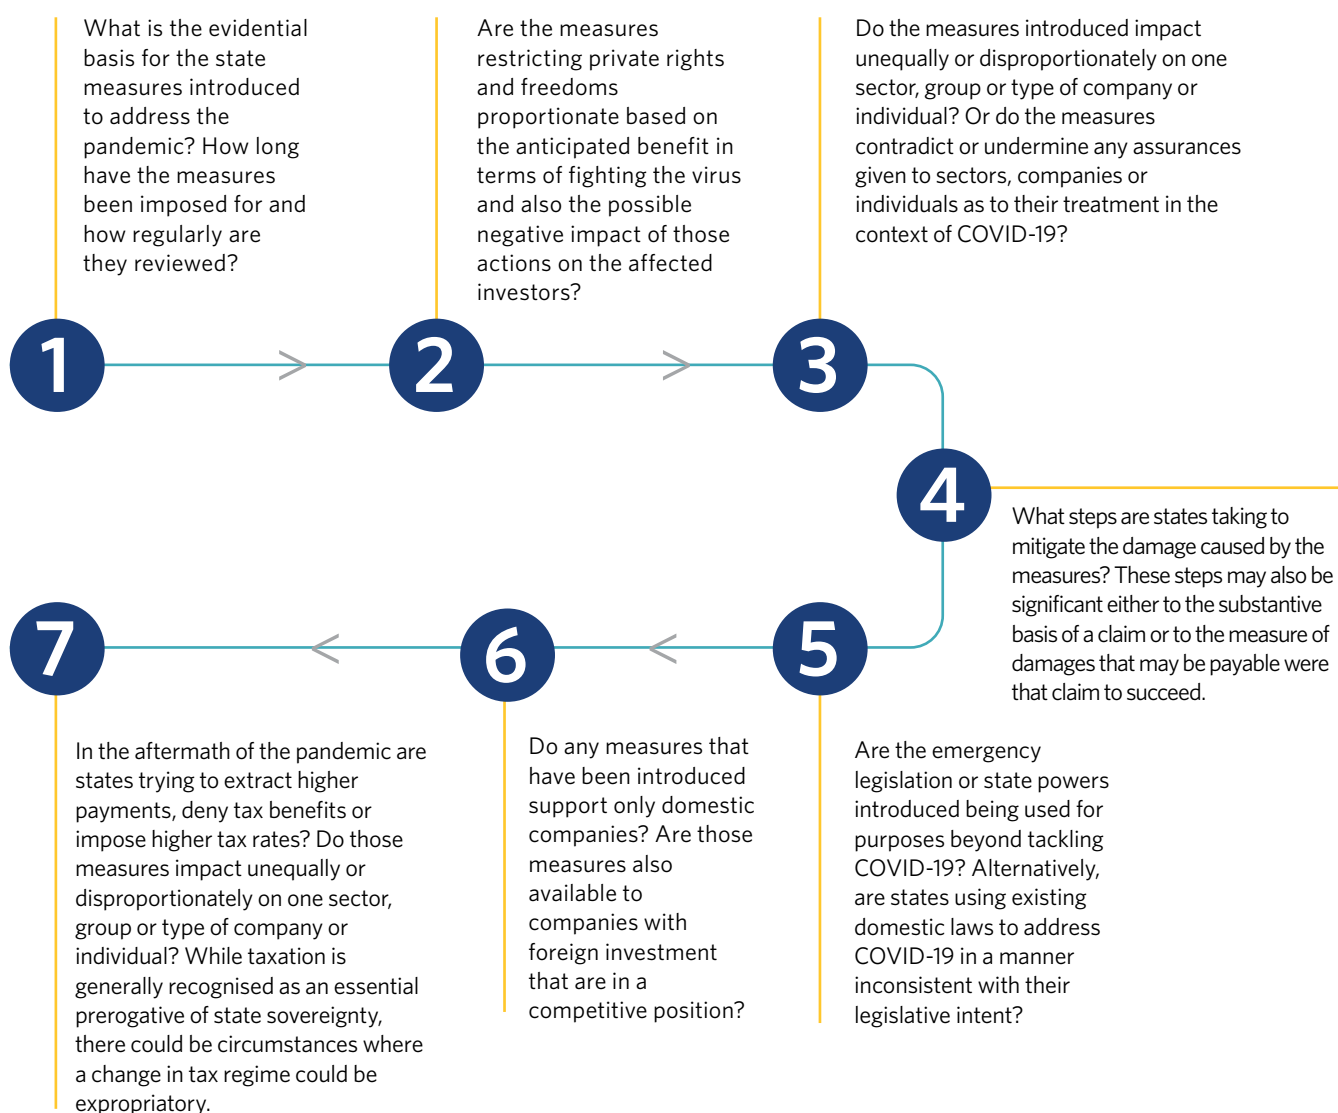 What is the evidential
basis for the state
measures introduced
to address the
pandemic? How long
have the measures
been imposed for and
how regularly are
they reviewed?
1
Are the measures
restricting private rights
and freedoms
proportionate based on
the anticipated benefit in
terms of fighting the virus
and also the possible
negative impact of those
actions on the affected
investors?
2
Do the measures introduced impact
unequally or disproportionately on one
sector, group or type of company or
individual? Or do the measures
contradict or undermine any assurances
given to sectors, companies or
individuals as to their treatment in the
context of COVID-19?
3
4
What steps are states taking to
mitigate the damage caused by the
measures? These steps may also be
significant either to the substantive
basis of a claim or to the measure of
damages that may be payable were
that claim to succeed.
5
Are the emergency
legislation or state powers
introduced being used for
purposes beyond tackling
COVID-19? Alternatively,
are states using existing
domestic laws to address
COVID-19 in a manner
inconsistent with their
legislative intent?
6
Do any measures that
have been introduced
support only domestic
companies? Are those
measures also
available to
companies with
foreign investment
that are in a
competitive position?
7
In the aftermath of the pandemic are
states trying to extract higher
payments, deny tax benefits or
impose higher tax rates? Do those
measures impact unequally or
disproportionately on one sector,
group or type of company or
individual? While taxation is
generally recognised as an essential
prerogative of state sovereignty,
there could be circumstances where
a change in tax regime could be
expropriatory.